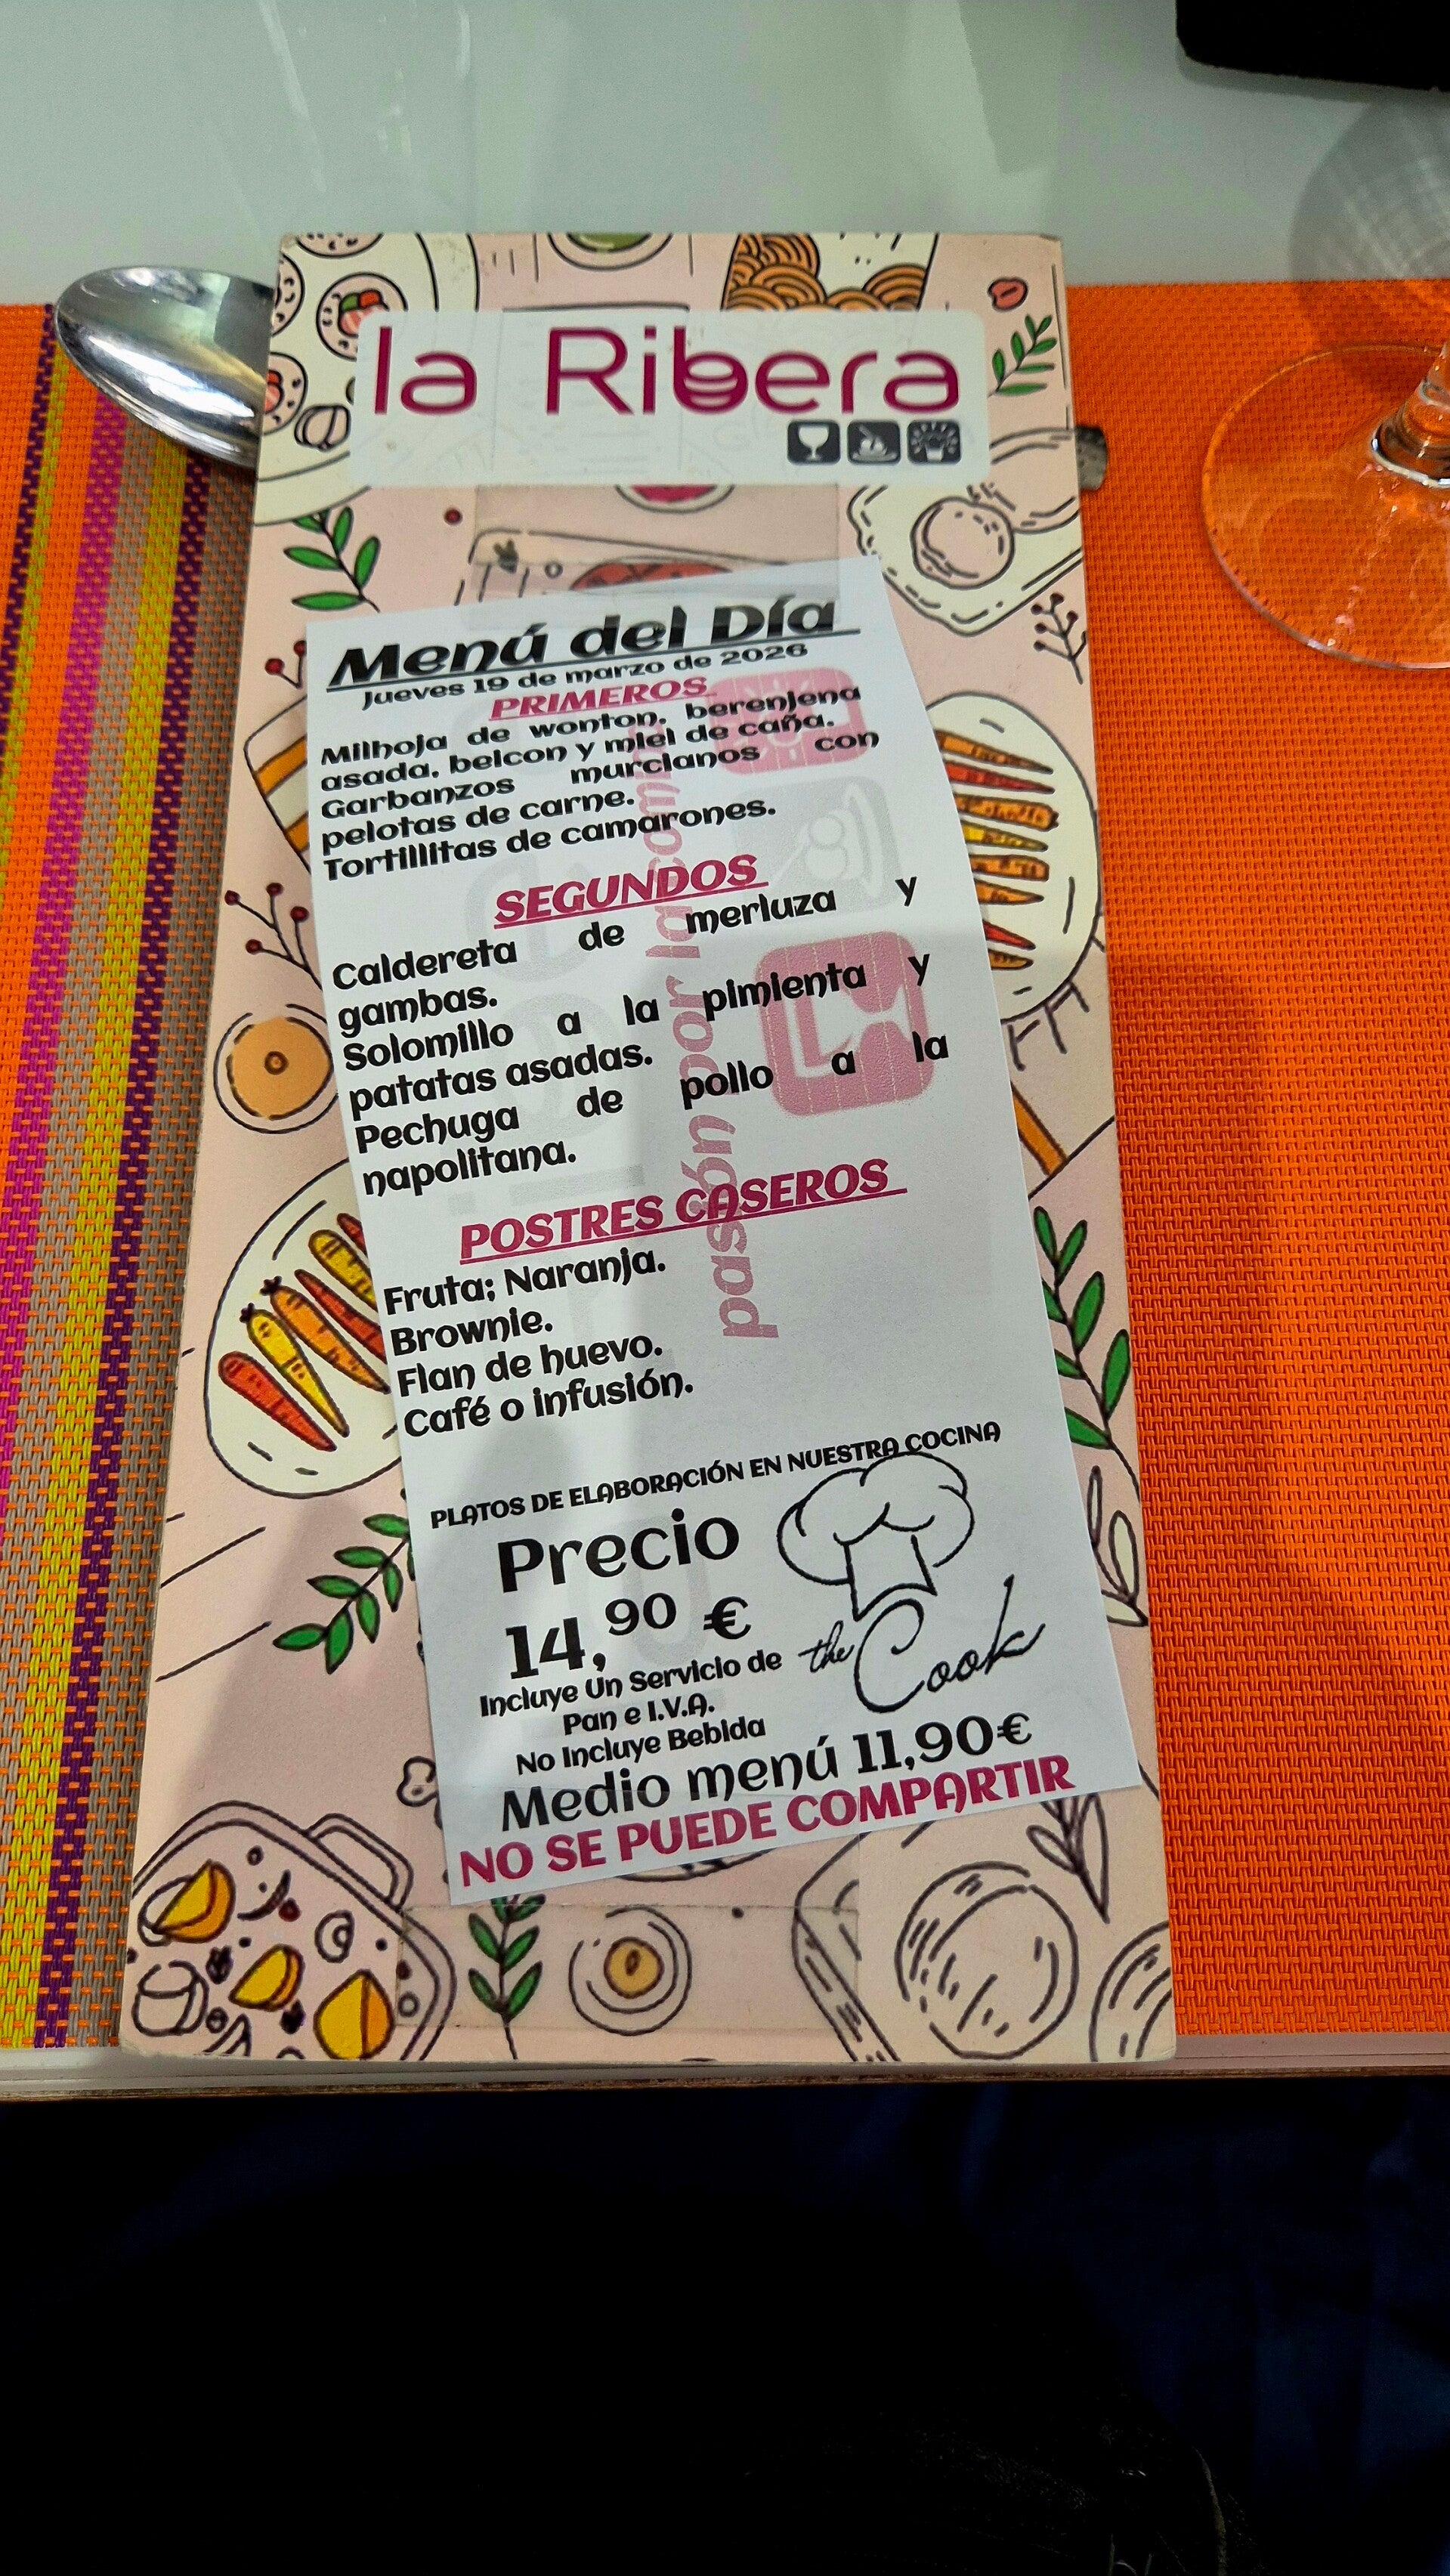 la Ribera
Menú del Día
Jueves 19 de marzo de 2026
PRIMEROS
Milhoja de wonton, berenjena
asada, beicon y miel de caña.
Garbanzos murcianos con
pelotas de carne.
Tortillitas de camarones.
SEGUNDOS
Caldereta de merluza y
gambas.
Solomillo a la pimienta y
patatas asadas.
Pechuga de pollo a la
napolitana.
POSTRES CASEROS
Fruta; Naranja.
Brownie.
Flan de huevo.
Café o infusión.
pasión por la comida
PLATOS DE ELABORACIÓN EN NUESTRA COCINA
Precio
14,90 €
Incluye Un Servicio de
Pan e I.V.A.
No Incluye Bebida
the Cook
Medio menú 11,90€
NO SE PUEDE COMPARTIR